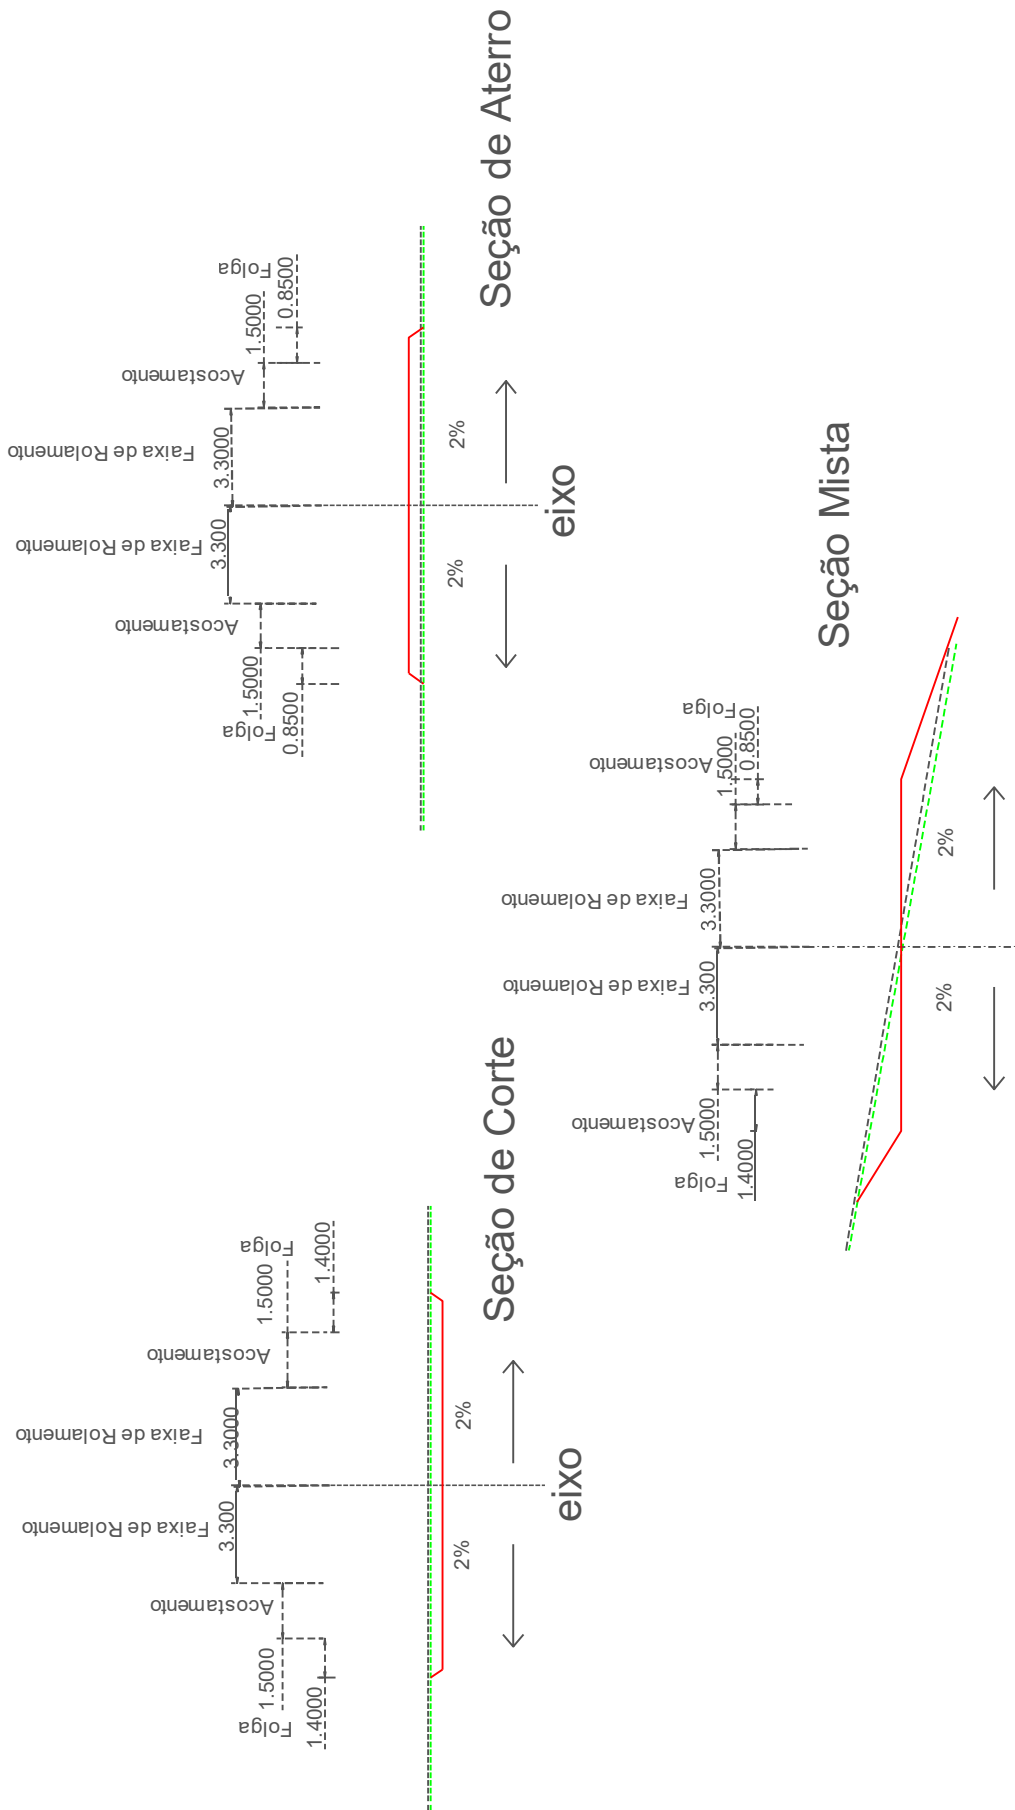 Folga
1.4000
1.5000
Acostamento
Faixa de Rolamento
3.300
Faixa de Rolamento
3.3000
Acostamento
1.5000
Folga
1.4000
2%
2%
eixo
Seção de Corte
Folga
0.8500
1.5000
Acostamento
Faixa de Rolamento
3.300
Faixa de Rolamento
3.3000
Acostamento
1.5000
Folga
0.8500
2%
2%
eixo
Seção de Aterro
Folga
1.4000
1.5000
Acostamento
Faixa de Rolamento
3.300
Faixa de Rolamento
3.3000
Acostamento
1.5000
Folga
0.8500
2%
2%
Seção Mista